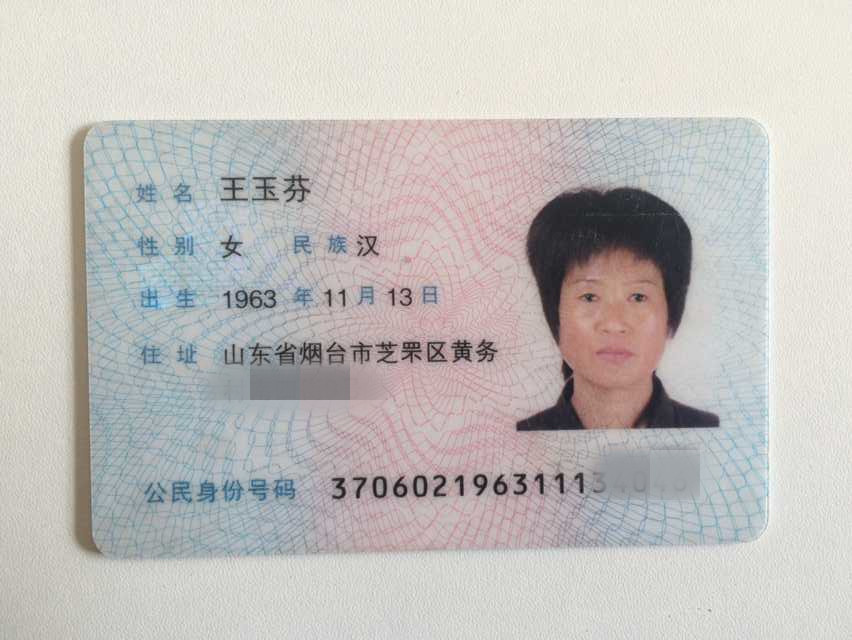 姓名 王玉芬
性别 女 民族 汉
出生 1963 年 11 月 13 日
住址 山东省烟台市芝罘区黄务
公民身份号码 37060219631113